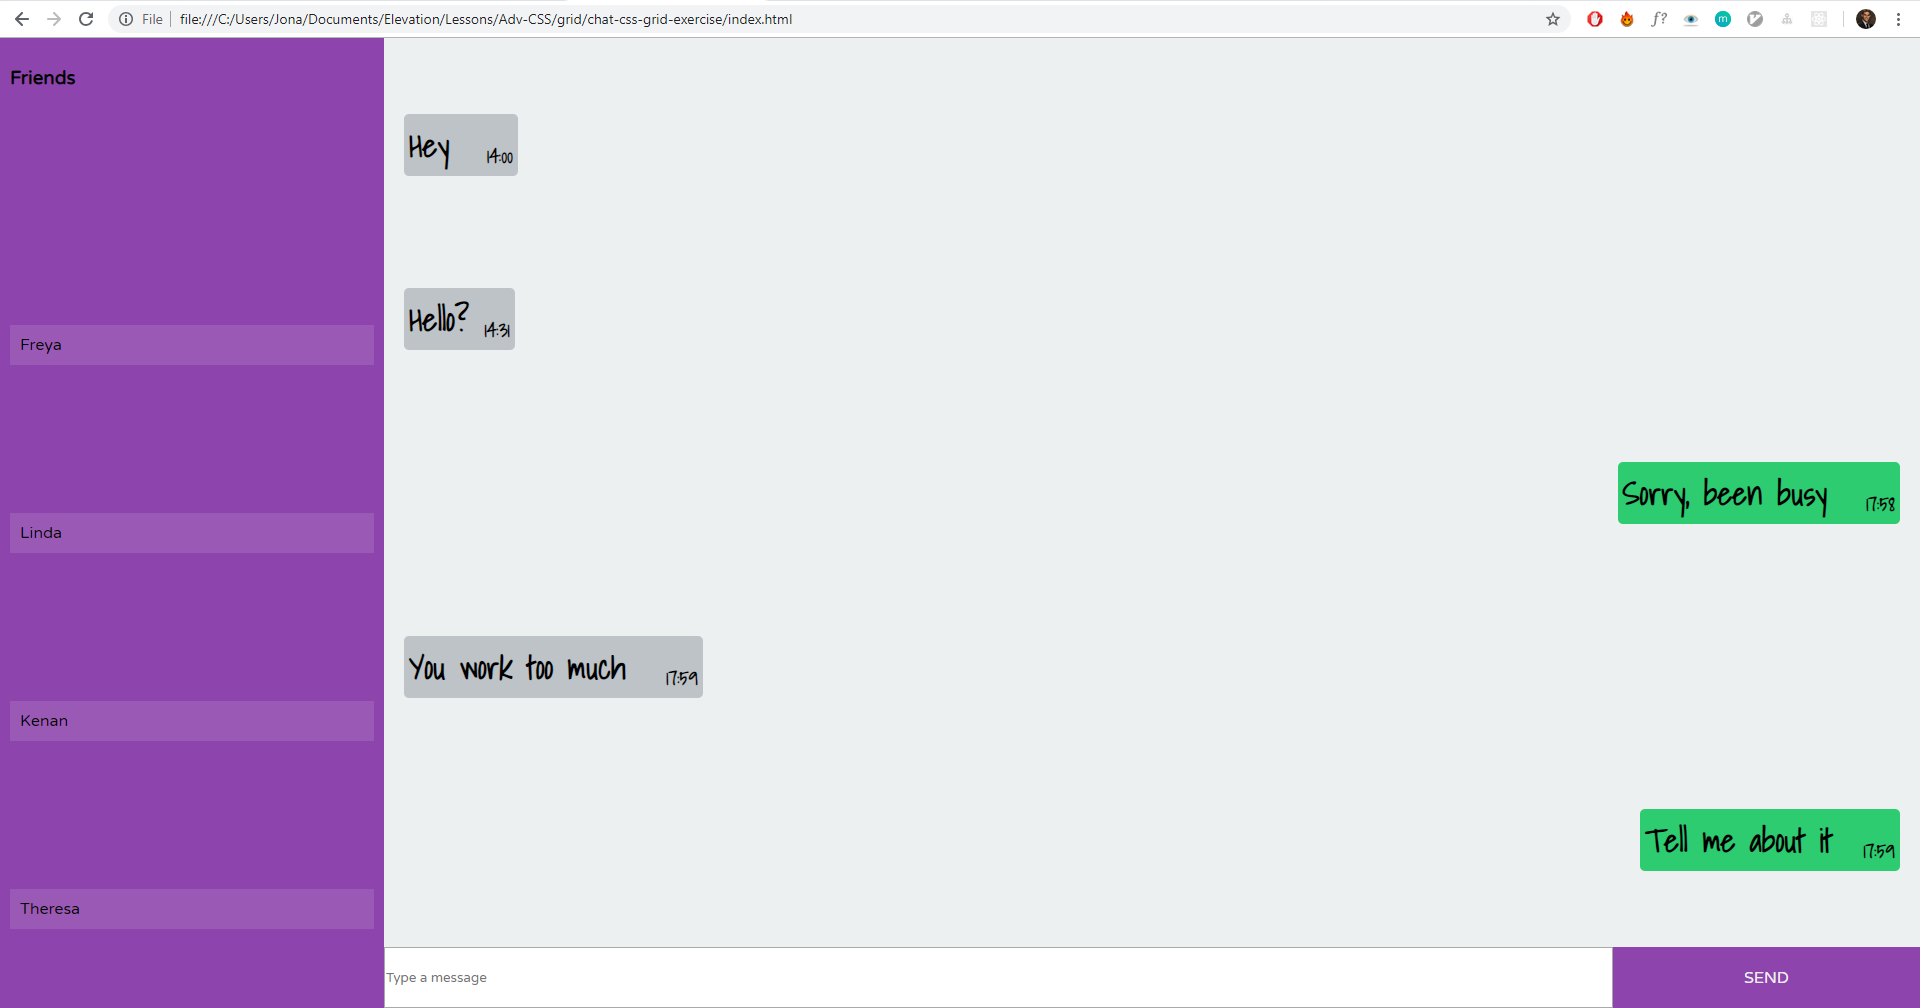 File file:///C:/Users/Jona/Documents/Elevation/Lessons/Adv-CSS/grid/chat-css-grid-exercise/index.html
f?
m
Friends
Freya
Linda
Kenan
Theresa
Hey 14:00
Hello? 14:31
Sorry, been busy 17:58
You work too much 17:59
Tell me about it 17:59
Type a message
SEND